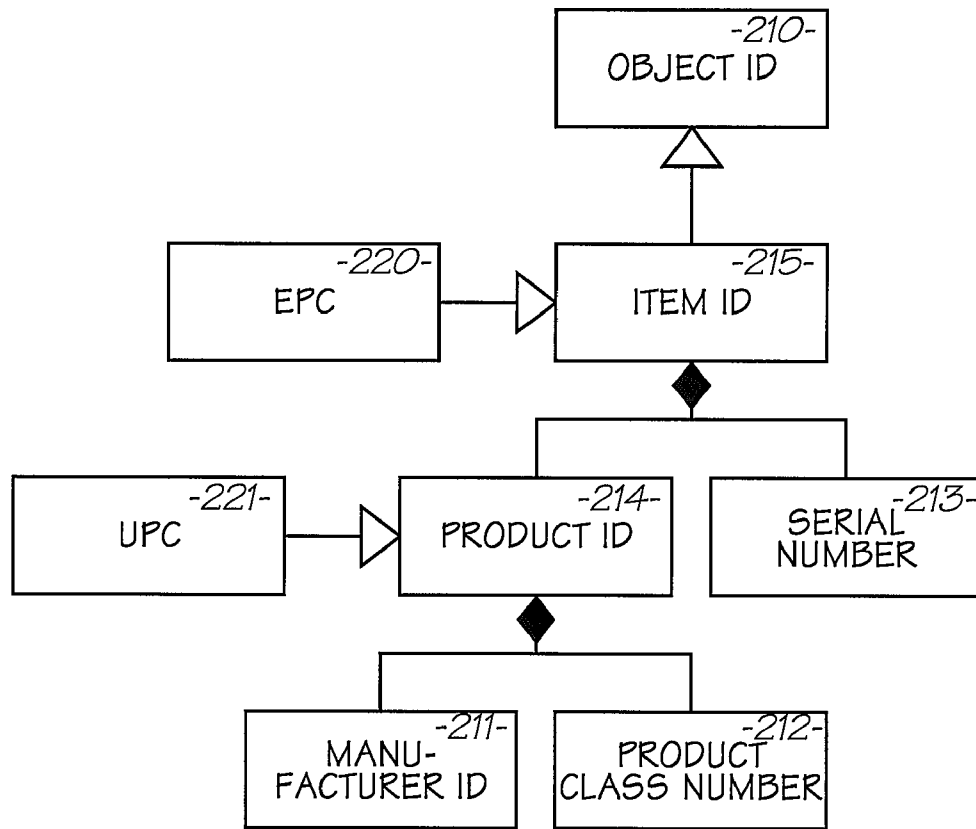 -210-
OBJECT ID
-220-
EPC
-215-
ITEM ID
-221-
UPC
-214-
PRODUCT ID
-213-
SERIAL
NUMBER
-211-
MANU-
FACTURER ID
-212-
PRODUCT
CLASS NUMBER